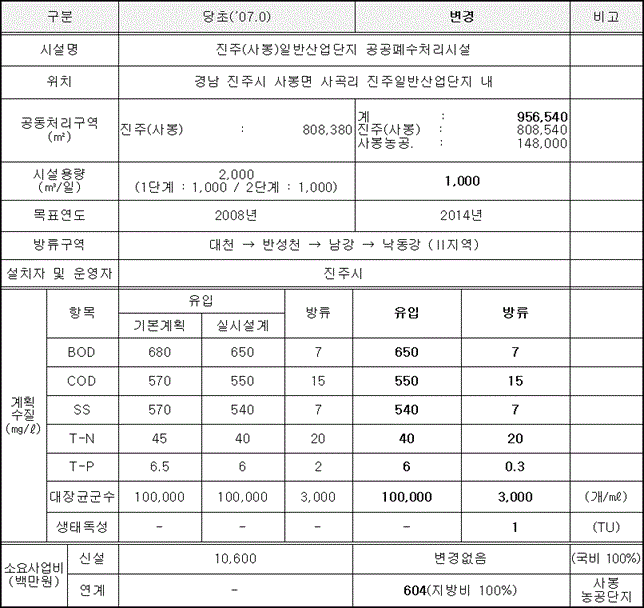 구분 당초('07.0) 변경 비고
시설명 진주(사봉)일반산업단지 공공폐수처리시설
위치 경남 진주시 사봉면 사곡리 진주일반산업단지 내
공동처리구역
(㎡)
진주(사봉) : 808,380
계 : 956,540
진주(사봉) : 808,540
사봉농공. : 148,000
시설용량
(㎥/일)
2,000
(1단계 : 1,000 / 2단계 : 1,000)
1,000
목표연도 2008년 2014년
방류구역 대천 → 반성천 → 남강 → 낙동강 (Ⅱ지역)
설치자 및 운영자 진주시
계획
수질
(㎎/ℓ)
항목 유입 방류 유입 방류
기본계획 실시설계
BOD 680 650 7 650 7
COD 570 550 15 550 15
SS 570 540 7 540 7
T-N 45 40 20 40 20
T-P 6.5 6 2 6 0.3
대장균군수 100,000 100,000 3,000 100,000 3,000 (개/㎖)
생태독성 - - - - 1 (TU)
소요사업비
(백만원)
신설 10,600 변경없음 (국비 100%)
연계 - 604(지방비 100%) 사봉
농공단지